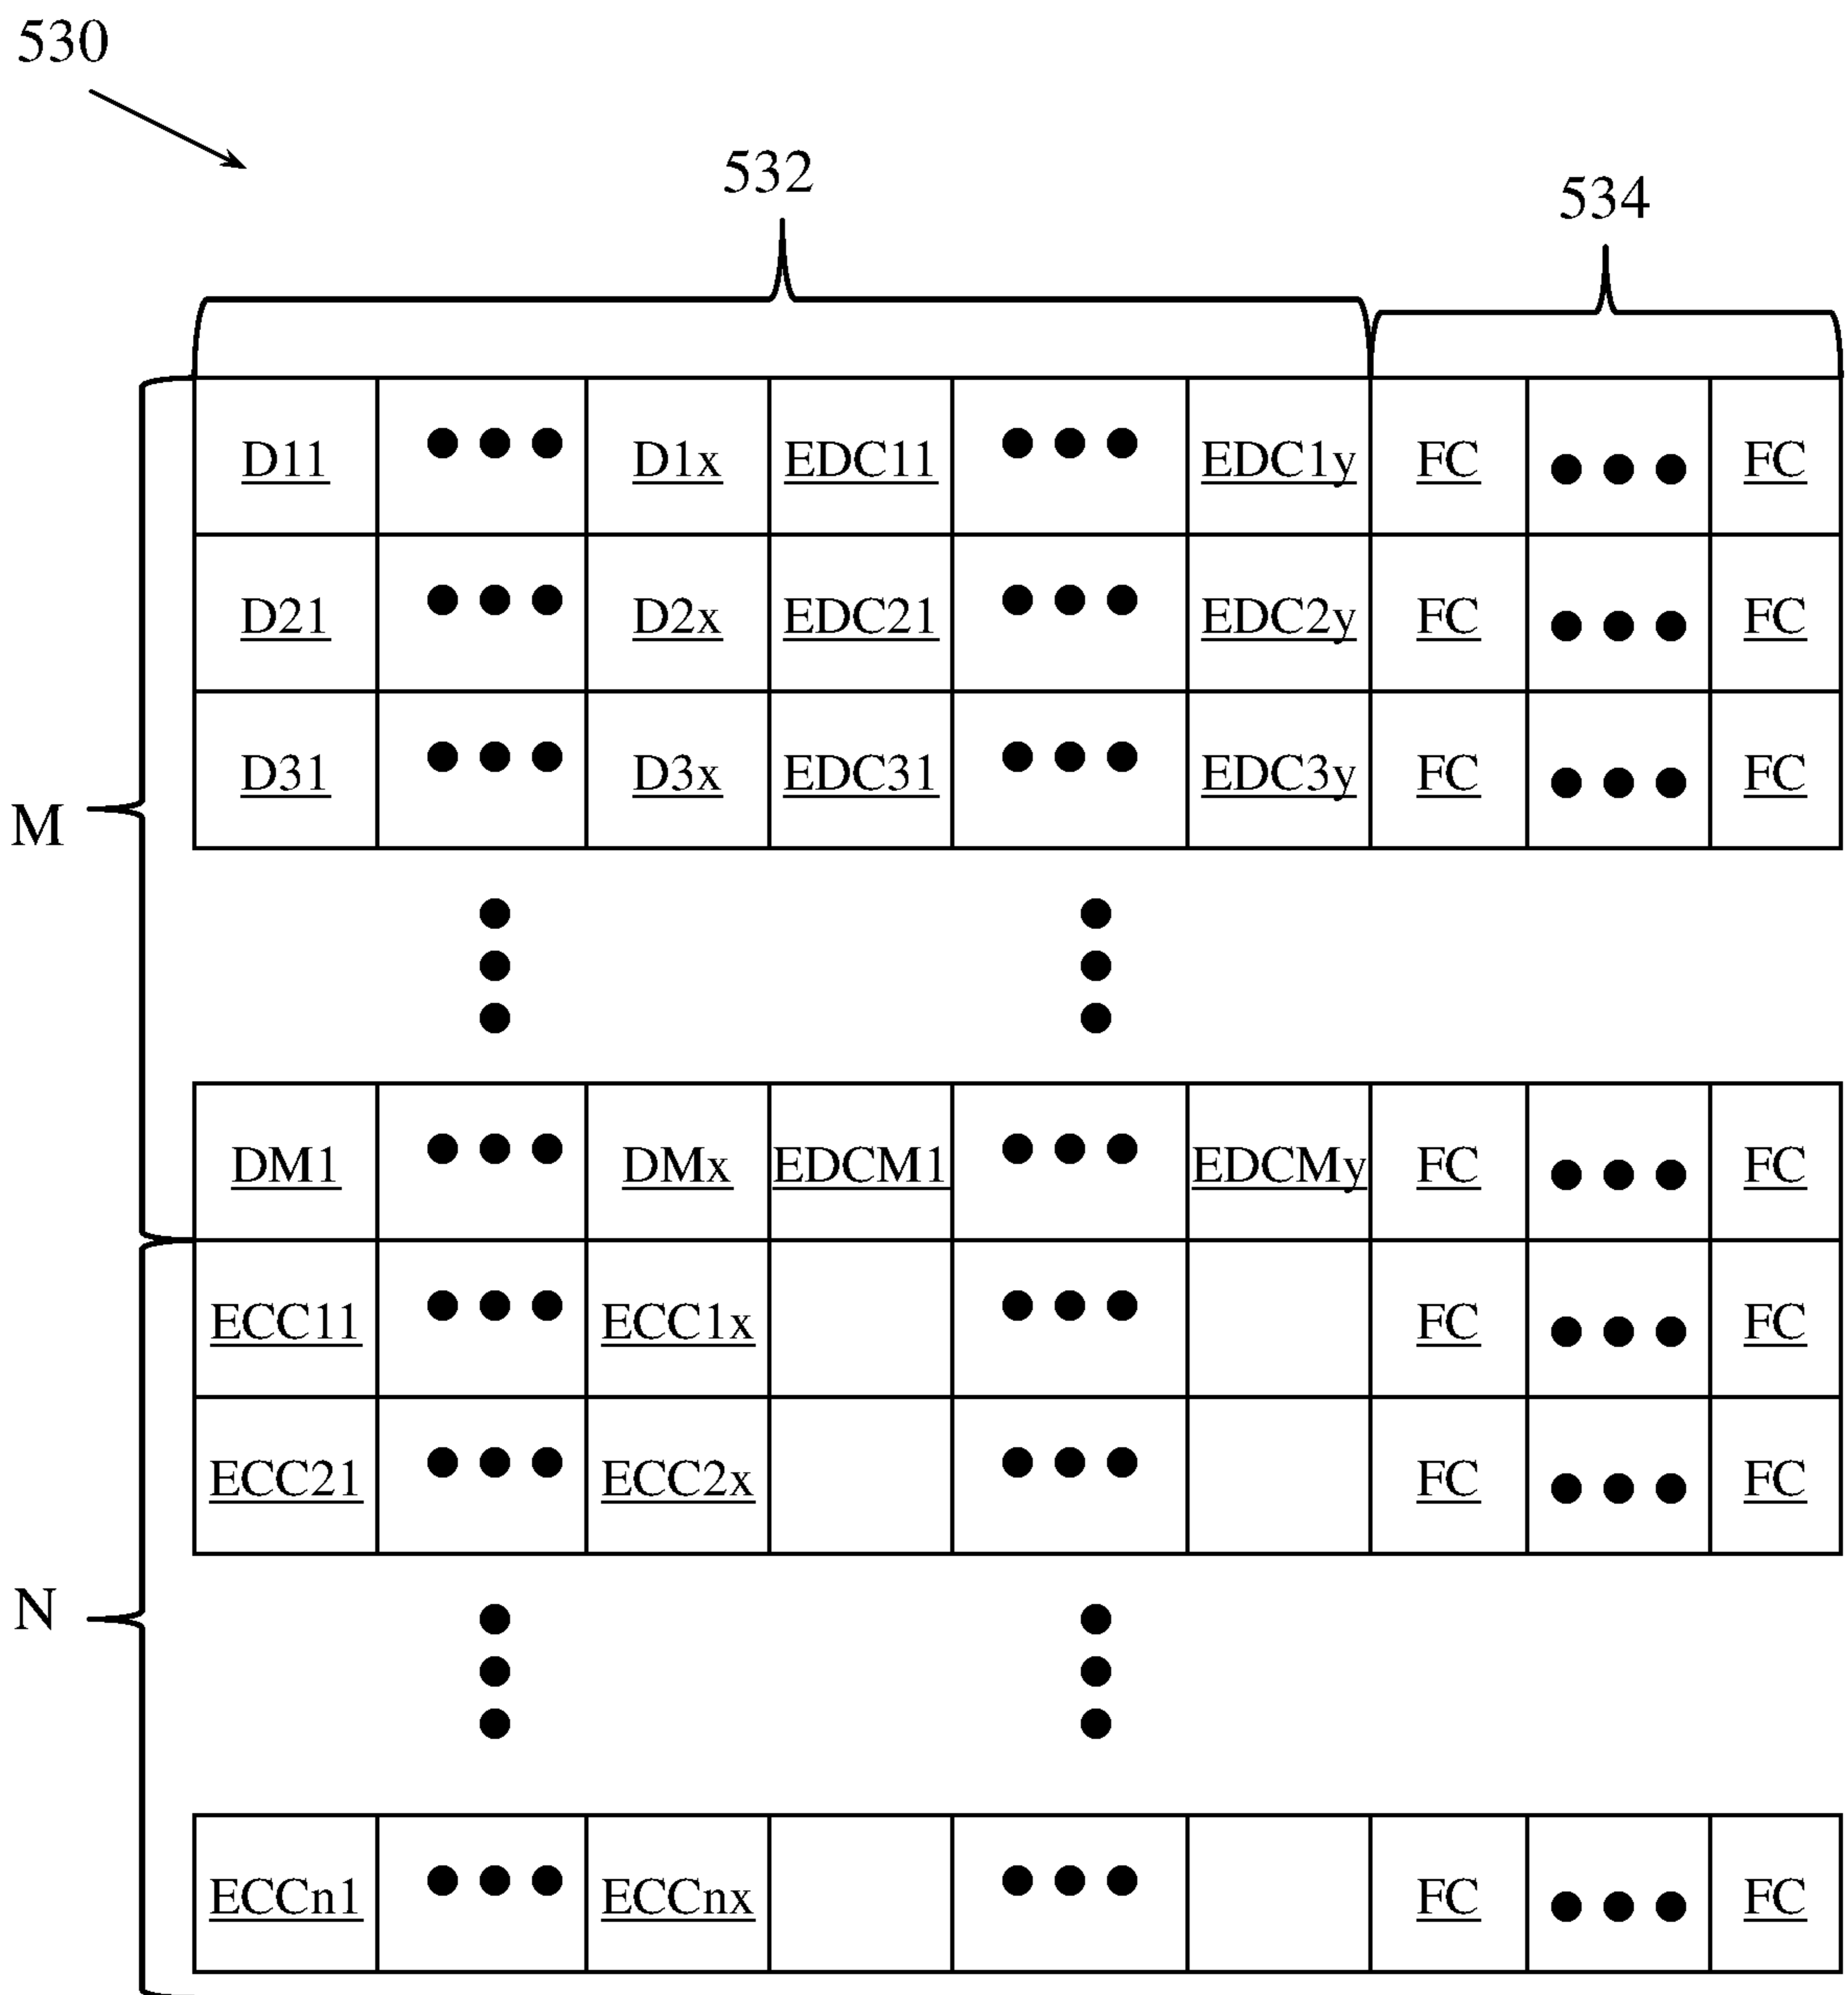 530
532
534
D11 ●●● D1x EDC11 ●●● EDC1y FC ●●● FC
D21 ●●● D2x EDC21 ●●● EDC2y FC ●●● FC
D31 ●●● D3x EDC31 ●●● EDC3y FC ●●● FC
M
DM1 ●●● DMx EDCM1 ●●● EDCMy FC ●●● FC
ECC11 ●●● ECC1x ●●● FC ●●● FC
ECC21 ●●● ECC2x ●●● FC ●●● FC
N
ECCn1 ●●● ECCnx ●●● FC ●●● FC